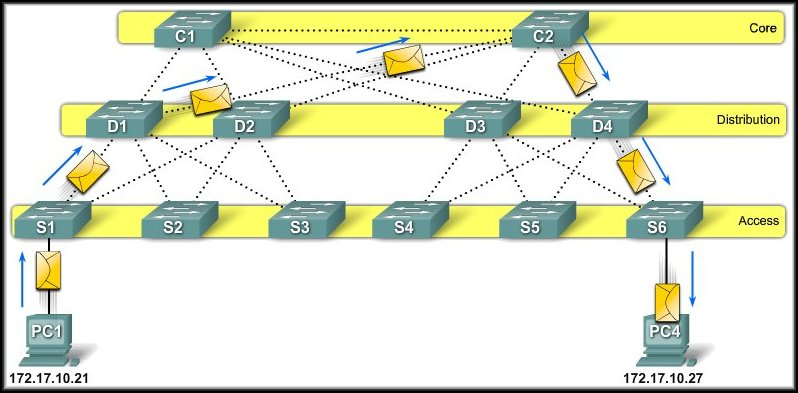 C1 C2 Core
D1 D2 D3 D4 Distribution
S1 S2 S3 S4 S5 S6 Access
PC1 PC4
172.17.10.21 172.17.10.27